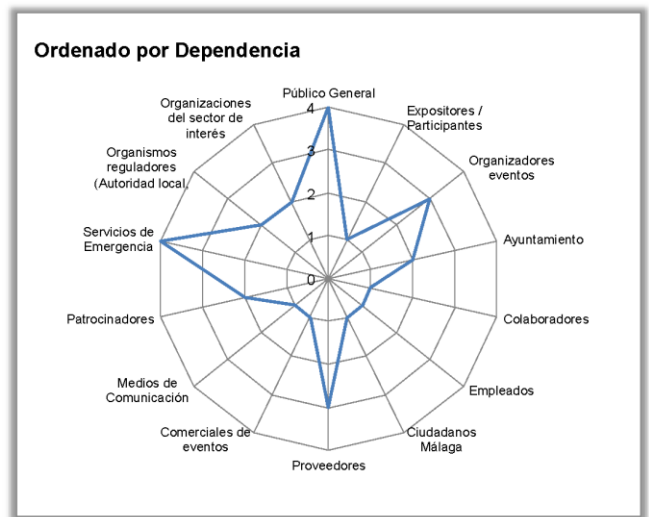 Ordenado por Dependencia
Público General
Expositores /
Participantes
Organizadores
eventos
Ayuntamiento
Colaboradores
Empleados
Ciudadanos
Málaga
Proveedores
Comerciales de
eventos
Medios de
Comunicación
Patrocinadores
Servicios de
Emergencia
Organismos
reguladores
(Autoridad local,
Organizaciones
del sector de
interés
4
3
2
1
0